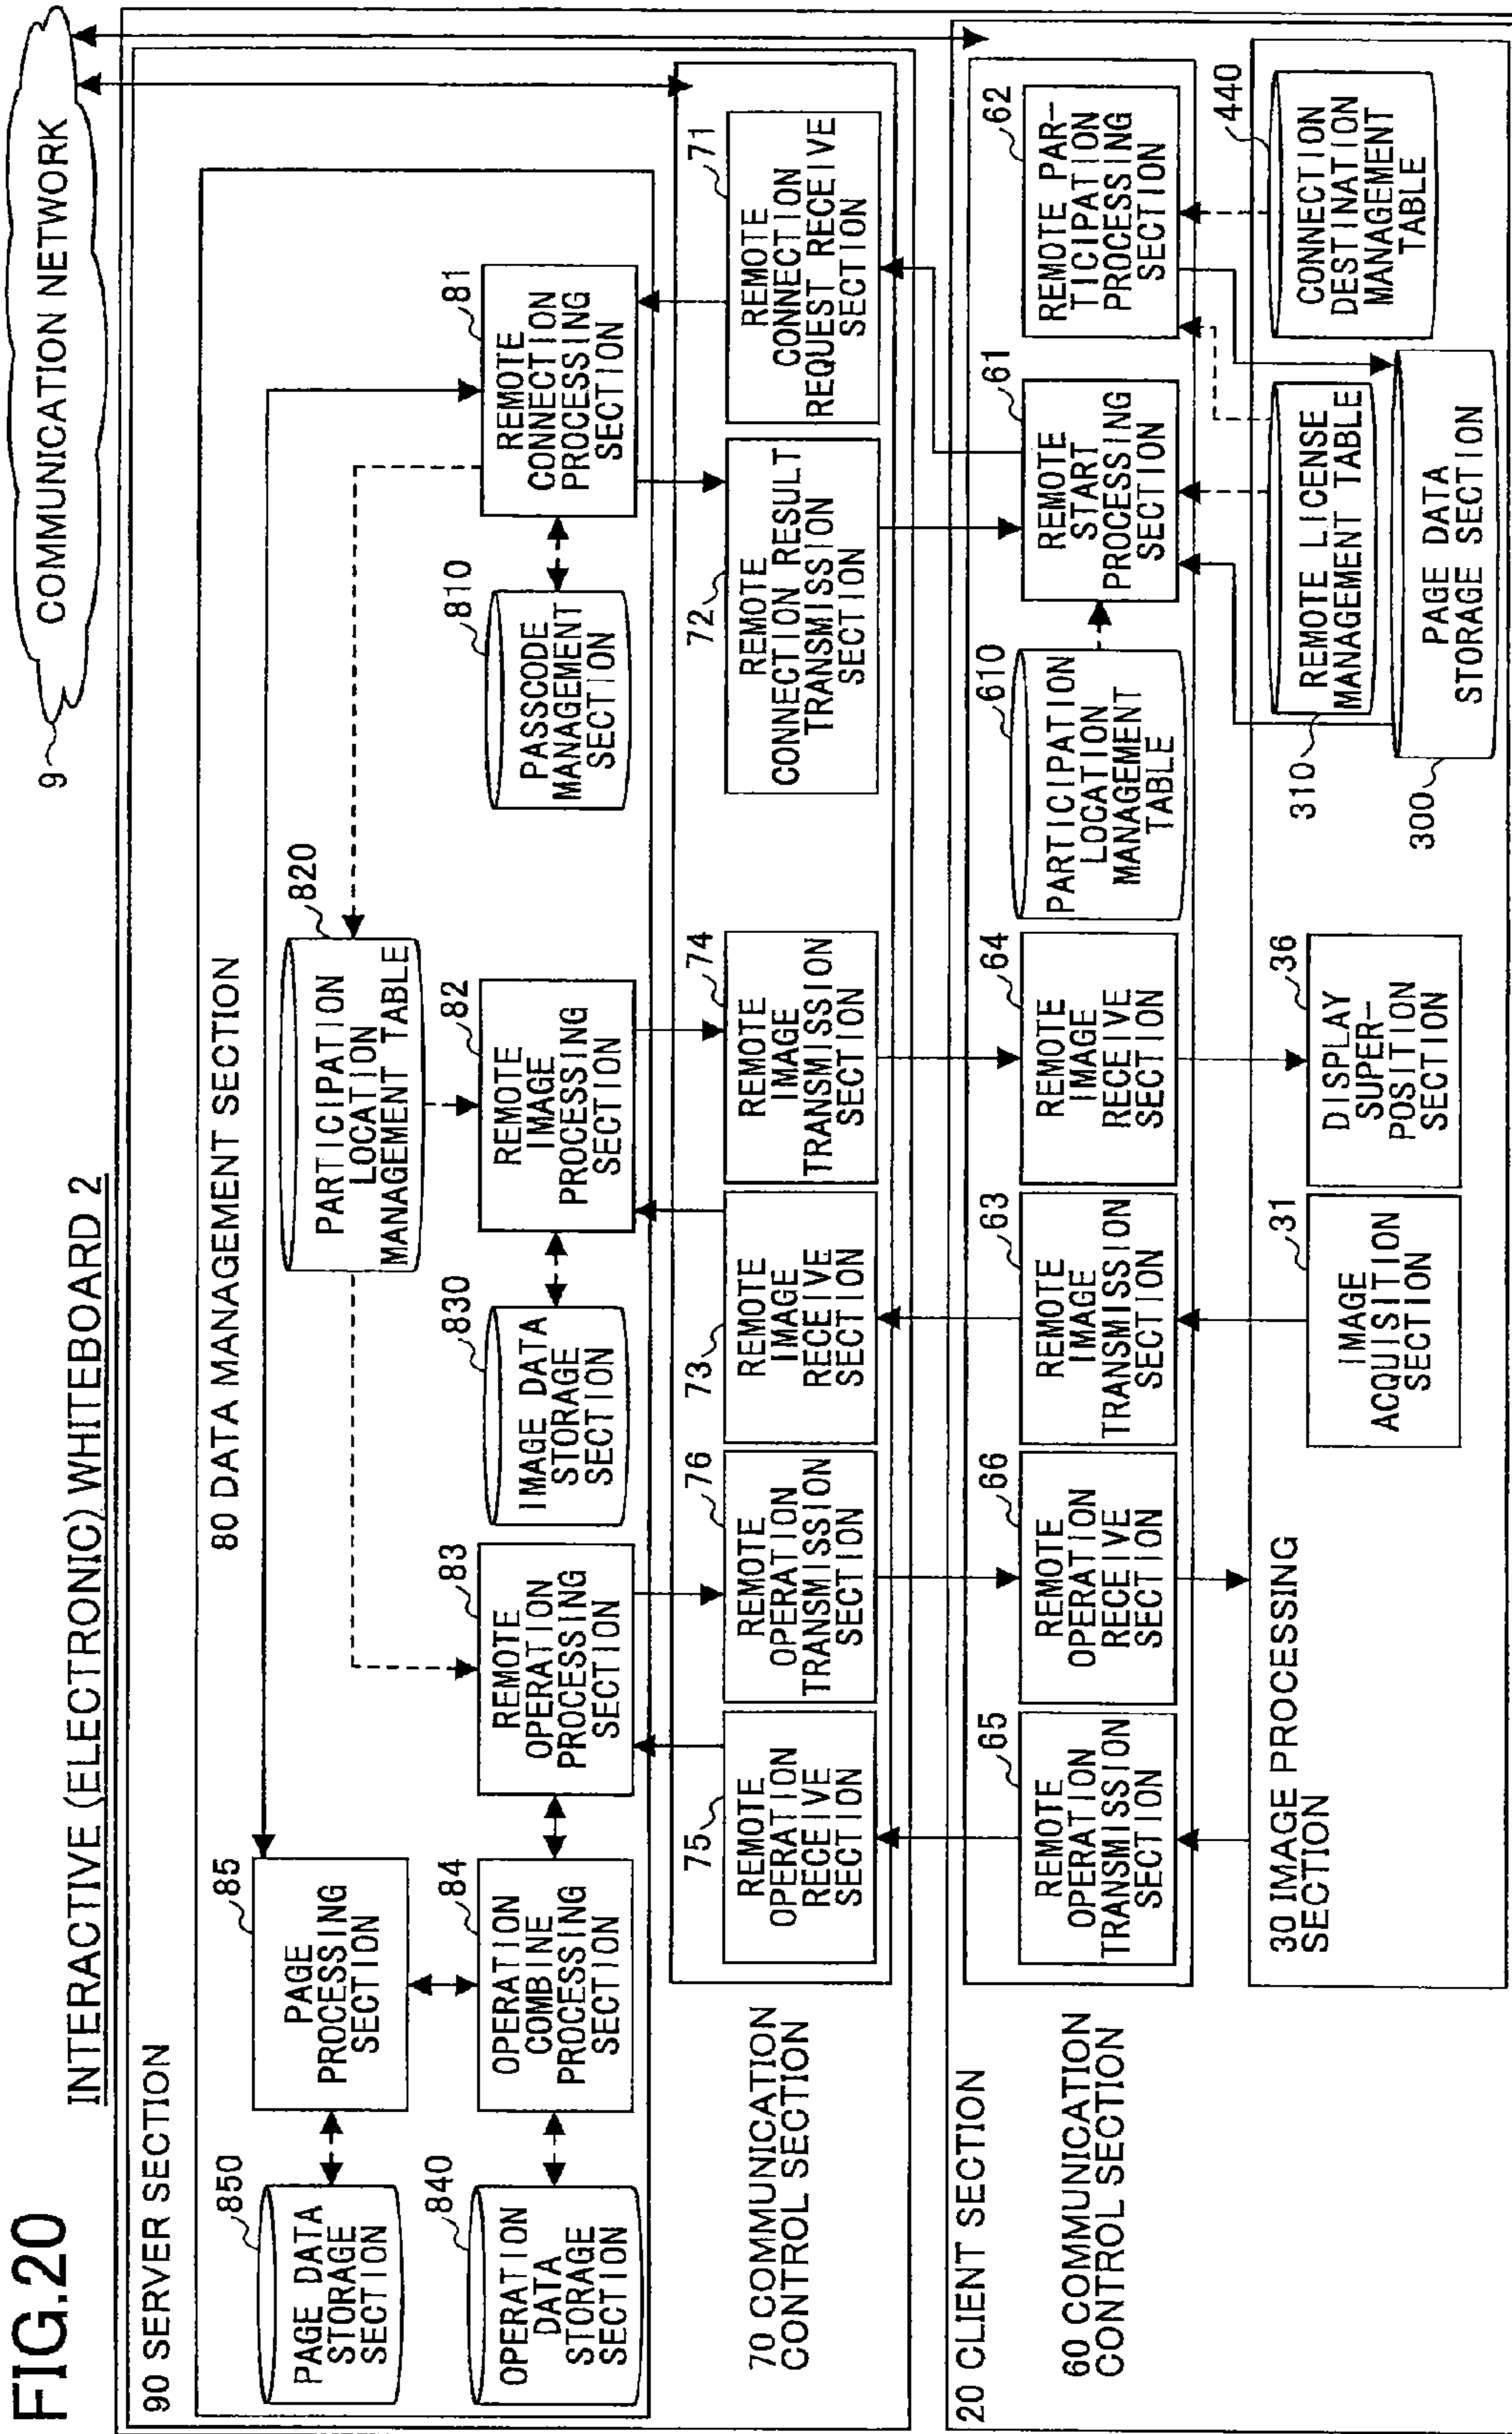 FIG.20
INTERACTIVE (ELECTRONIC) WHITEBOARD 2
9
COMMUNICATION NETWORK
90 SERVER SECTION
80 DATA MANAGEMENT SECTION
850
PAGE DATA
STORAGE
SECTION
85
PAGE
PROCESSING
SECTION
820
PARTICIPATION
LOCATION
MANAGEMENT TABLE
840
OPERATION
DATA
STORAGE
SECTION
84
OPERATION
COMBINE
PROCESSING
SECTION
83
REMOTE
OPERATION
PROCESSING
SECTION
830
IMAGE DATA
STORAGE
SECTION
82
REMOTE
IMAGE
PROCESSING
SECTION
810
PASSCODE
MANAGEMENT
SECTION
81
REMOTE
CONNECTION
PROCESSING
SECTION
70 COMMUNICATION
CONTROL SECTION
75
REMOTE
OPERATION
RECEIVE
SECTION
76
REMOTE
OPERATION
TRANSMISSION
SECTION
73
REMOTE
IMAGE
RECEIVE
SECTION
74
REMOTE
IMAGE
TRANSMISSION
SECTION
72
REMOTE
CONNECTION RESULT
TRANSMISSION
SECTION
71
REMOTE
CONNECTION
REQUEST RECEIVE
SECTION
20 CLIENT SECTION
60 COMMUNICATION
CONTROL SECTION
65
REMOTE
OPERATION
TRANSMISSION
SECTION
66
REMOTE
OPERATION
RECEIVE
SECTION
63
REMOTE
IMAGE
TRANSMISSION
SECTION
64
REMOTE
IMAGE
RECEIVE
SECTION
610
PARTICIPATION
LOCATION
MANAGEMENT
TABLE
61
REMOTE
START
PROCESSING
SECTION
62
REMOTE PAR-
TICIPATION
PROCESSING
SECTION
30 IMAGE PROCESSING
SECTION
31
IMAGE
ACQUISITION
SECTION
36
DISPLAY
SUPER-
POSITION
SECTION
310
REMOTE LICENSE
MANAGEMENT TABLE
300
PAGE DATA
STORAGE SECTION
440
CONNECTION
DESTINATION
MANAGEMENT
TABLE